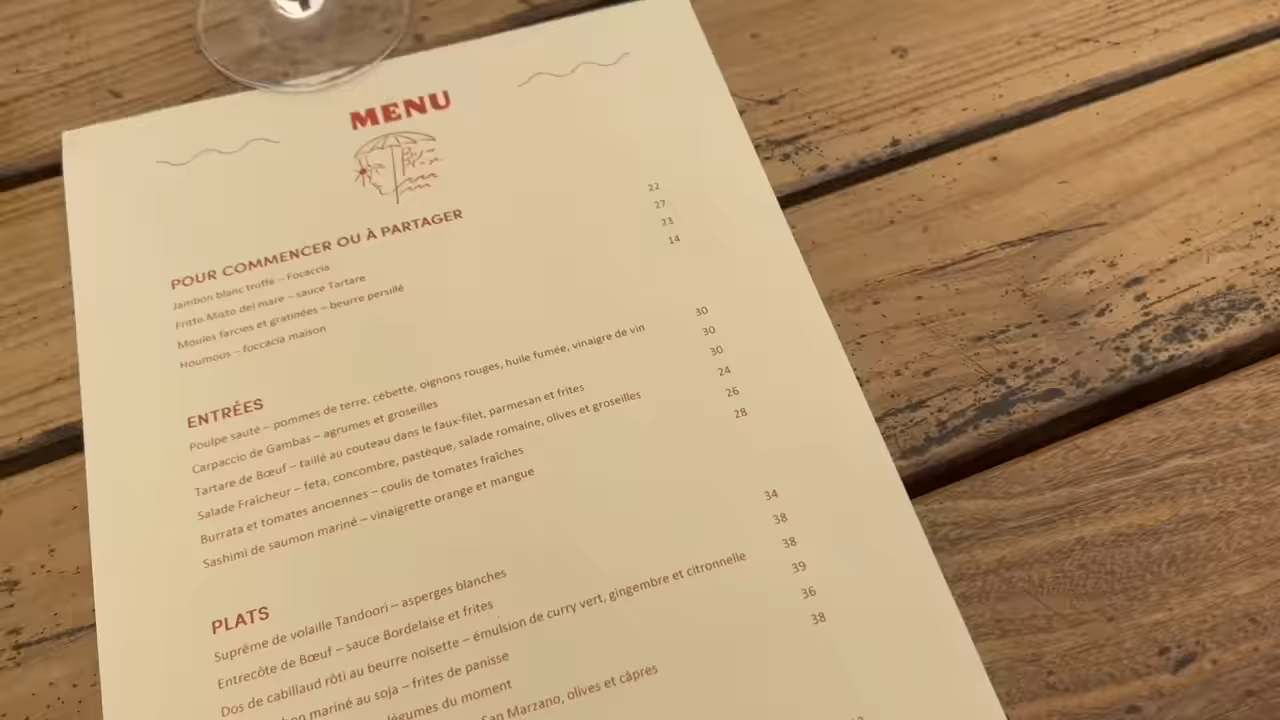 MENU
POUR COMMENCER OU À PARTAGER
Jambon blanc truffé – Focaccia 22
Fritto Misto del mare – sauce Tartare 27
Moules farcies et gratinées – beurre persillé 23
Houmous – foccacia maison 14
ENTRÉES
Poulpe sauté – pommes de terre, cébette, oignons rouges, huile fumée, vinaigre de vin 30
Carpaccio de Gambas – agrumes et groseilles 30
Tartare de Bœuf – taillé au couteau dans le faux-filet, parmesan et frites 30
Salade Fraîcheur – feta, concombre, pastèque, salade romaine, olives et groseilles 24
Burrata et tomates anciennes – coulis de tomates fraîches 26
Sashimi de saumon mariné – vinaigrette orange et mangue 28
PLATS
Suprême de volaille Tandoori – asperges blanches 34
Entrecôte de Bœuf – sauce Bordelaise et frites 38
Dos de cabillaud rôti au beurre noisette – émulsion de curry vert, gingembre et citronnelle 38
mariné au soja – frites de panisse 39
légumes du moment 36
San Marzano, olives et câpres 38